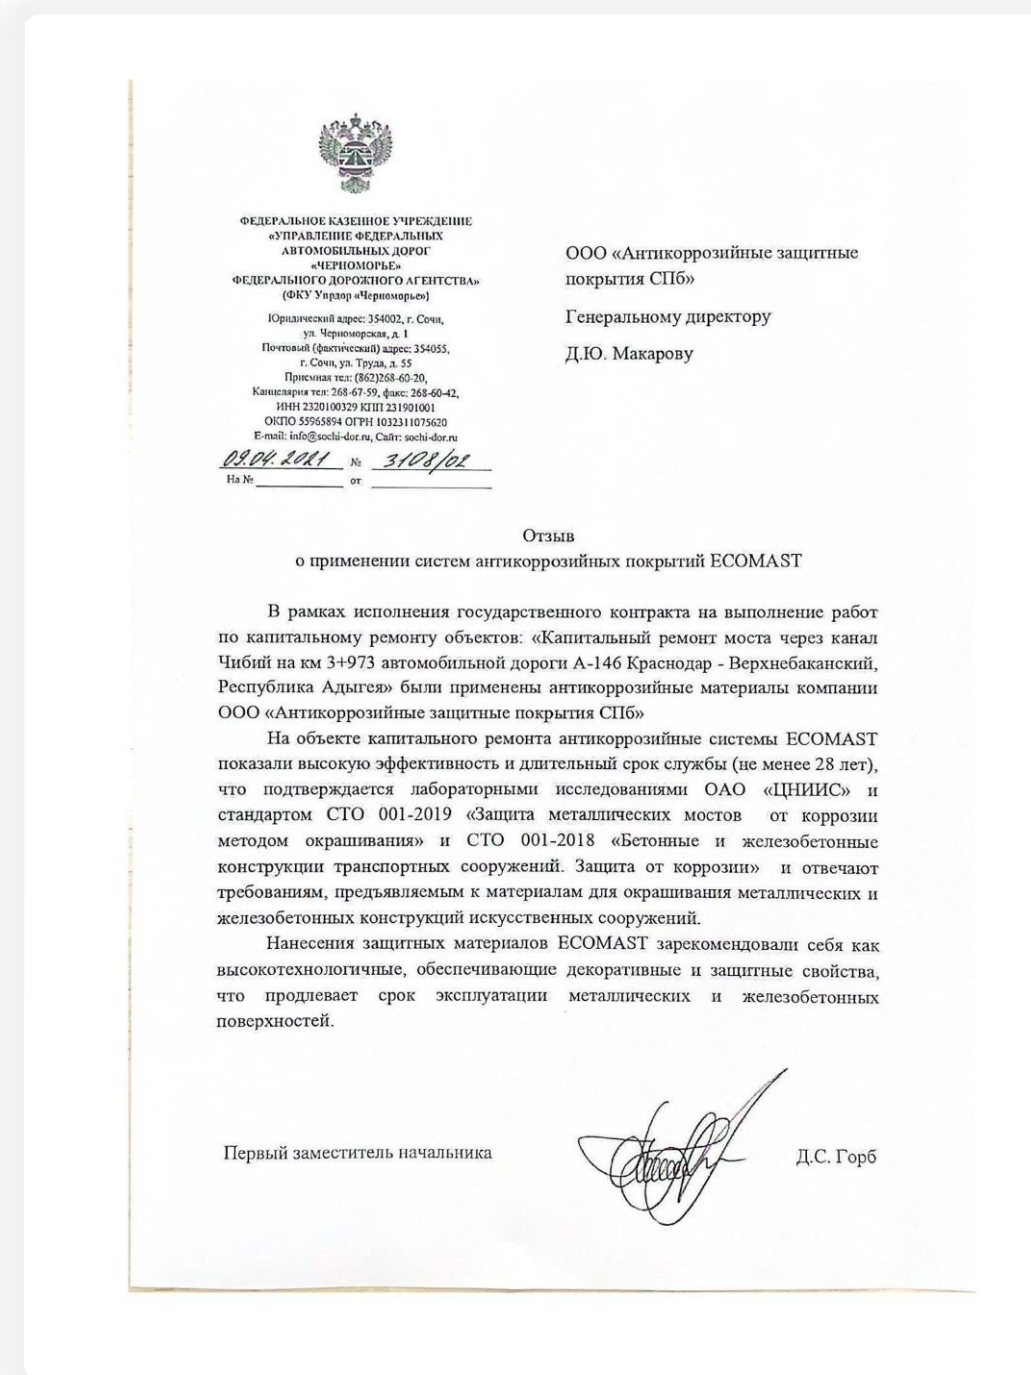 ФЕДЕРАЛЬНОЕ КАЗЕННОЕ УЧРЕЖДЕНИЕ
«УПРАВЛЕНИЕ ФЕДЕРАЛЬНЫХ
АВТОМОБИЛЬНЫХ ДОРОГ
«ЧЕРНОМОРЬЕ»
ФЕДЕРАЛЬНОГО ДОРОЖНОГО АГЕНТСТВА»
(ФКУ Упрдор «Черноморье»)
Юридический адрес: 354002, г. Сочи,
ул. Черноморская, д. 1
Почтовый (фактический) адрес: 354055,
г. Сочи, ул. Труда, д. 55
Приемная тел: (862)268-60-20,
Канцелярия тел: 268-67-59, факс: 268-60-42,
ИНН 2320100329 КПП 231901001
ОКПО 55965894 ОГРН 1032311075620
E-mail: info@sochi-dor.ru, Сайт: sochi-dor.ru
09.04.2021 № 3108/02
На № от
ООО «Антикоррозийные защитные
покрытия СПб»
Генеральному директору
Д.Ю. Макарову
Отзыв
о применении систем антикоррозийных покрытий ECOMAST
В рамках исполнения государственного контракта на выполнение работ
по капитальному ремонту объектов: «Капитальный ремонт моста через канал
Чибий на км 3+973 автомобильной дороги А-146 Краснодар - Верхнебаканский,
Республика Адыгея» были применены антикоррозийные материалы компании
ООО «Антикоррозийные защитные покрытия СПб»
На объекте капитального ремонта антикоррозийные системы ECOMAST
показали высокую эффективность и длительный срок службы (не менее 28 лет),
что подтверждается лабораторными исследованиями ОАО «ЦНИИС» и
стандартом СТО 001-2019 «Защита металлических мостов от коррозии
методом окрашивания» и СТО 001-2018 «Бетонные и железобетонные
конструкции транспортных сооружений. Защита от коррозии» и отвечают
требованиям, предъявляемым к материалам для окрашивания металлических и
железобетонных конструкций искусственных сооружений.
Нанесения защитных материалов ECOMAST зарекомендовали себя как
высокотехнологичные, обеспечивающие декоративные и защитные свойства,
что продлевает срок эксплуатации металлических и железобетонных
поверхностей.
Первый заместитель начальника
Д.С. Горб